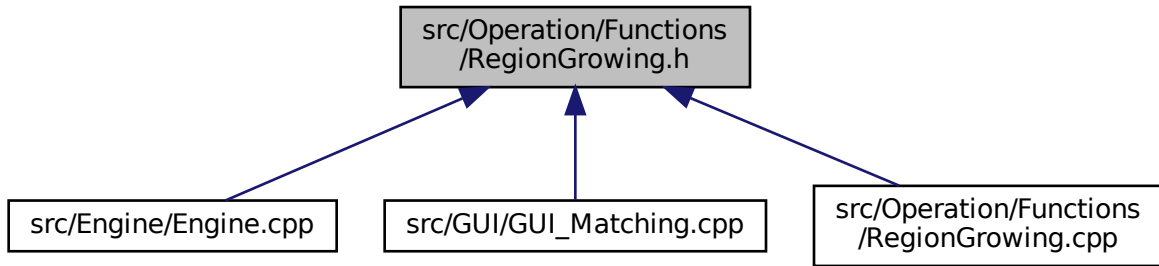 src/Operation/Functions
/RegionGrowing.h
src/Engine/Engine.cpp
src/GUI/GUI_Matching.cpp
src/Operation/Functions
/RegionGrowing.cpp